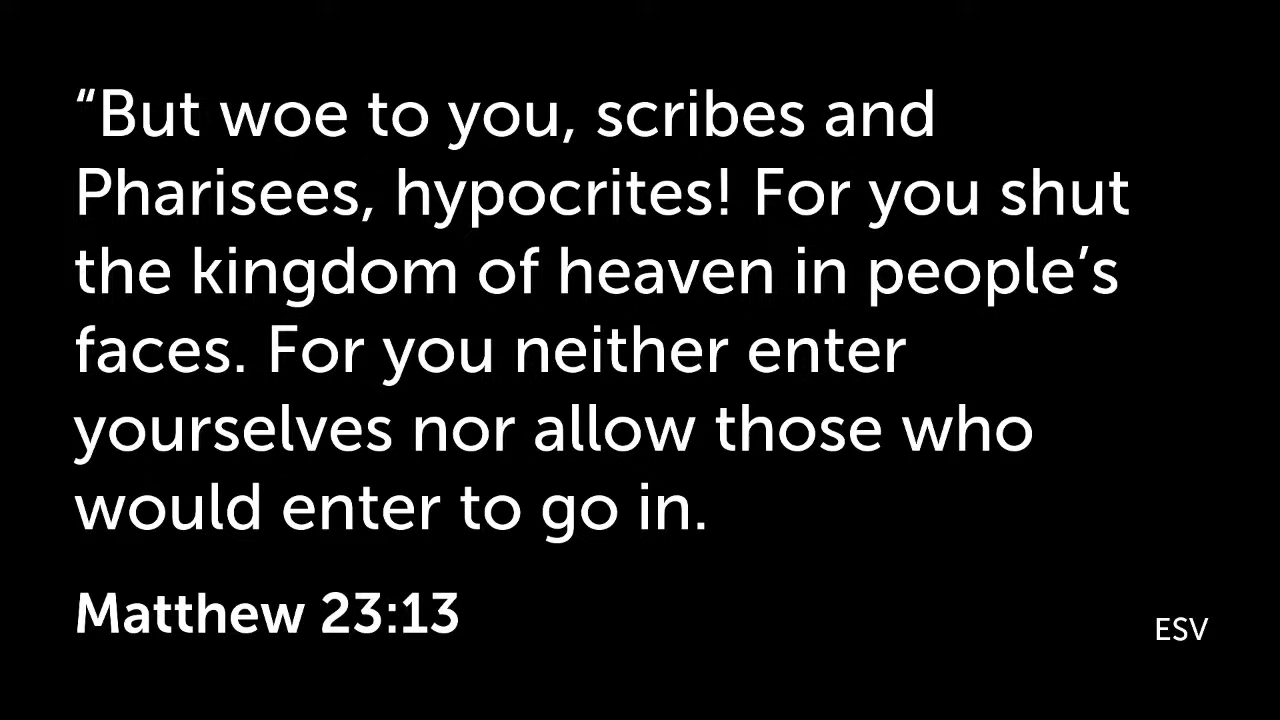 “But woe to you, scribes and
Pharisees, hypocrites! For you shut
the kingdom of heaven in people’s
faces. For you neither enter
yourselves nor allow those who
would enter to go in.
Matthew 23:13
ESV